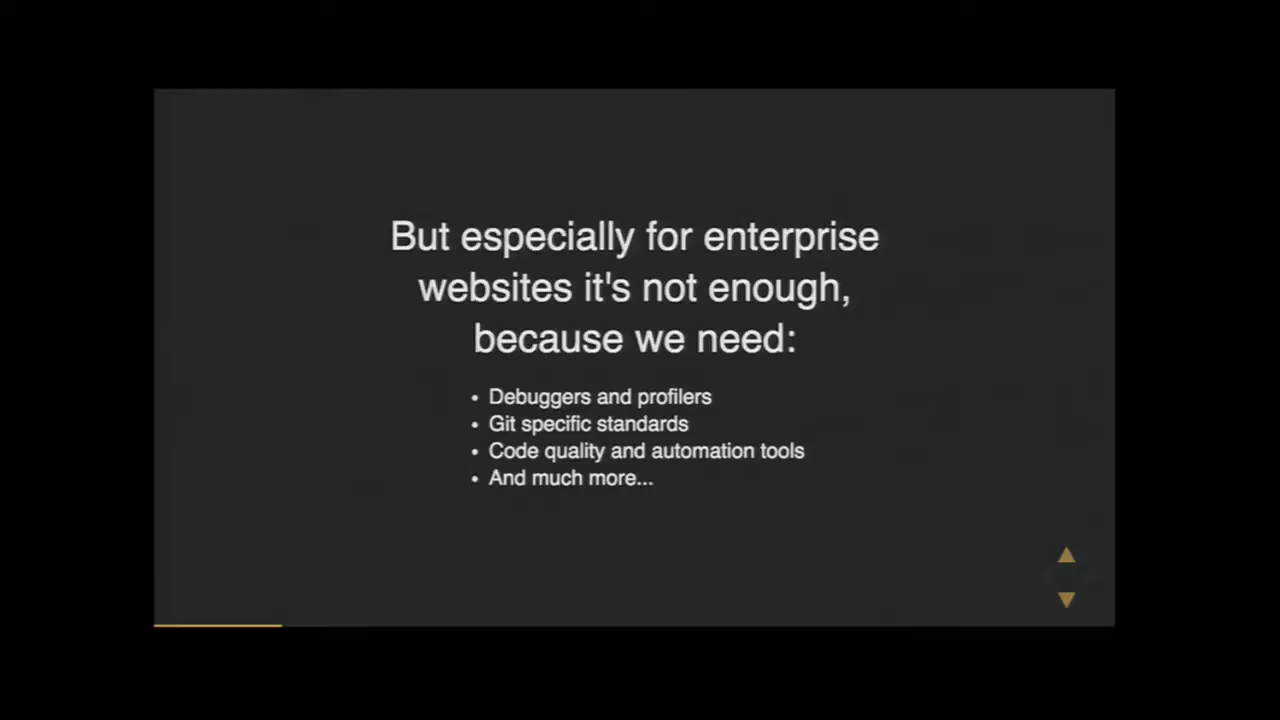 But especially for enterprise
websites it's not enough,
because we need:
• Debuggers and profilers
• Git specific standards
• Code quality and automation tools
• And much more...